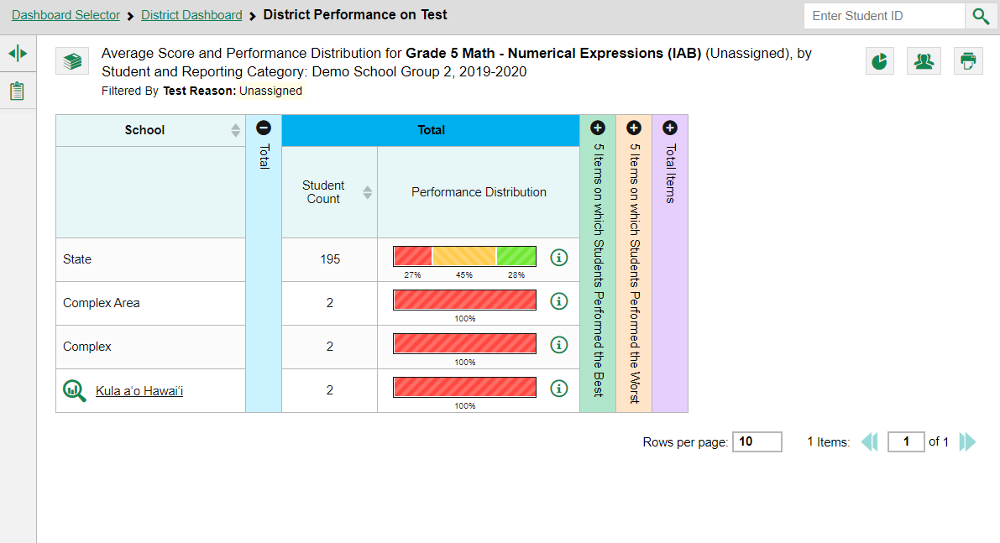 Dashboard Selector > District Dashboard > District Performance on Test
Enter Student ID
Average Score and Performance Distribution for Grade 5 Math - Numerical Expressions (IAB) (Unassigned), by
Student and Reporting Category: Demo School Group 2, 2019-2020
Filtered By Test Reason: Unassigned
School
Total
Total
Student
Count
Performance Distribution
5 Items on which Students Performed the Best
5 Items on which Students Performed the Worst
Total Items
State 195
27% 45% 28%
Complex Area 2
100%
Complex 2
100%
Kula aʻo Hawaiʻi 2
100%
Rows per page: 10 1 Items: 1 of 1